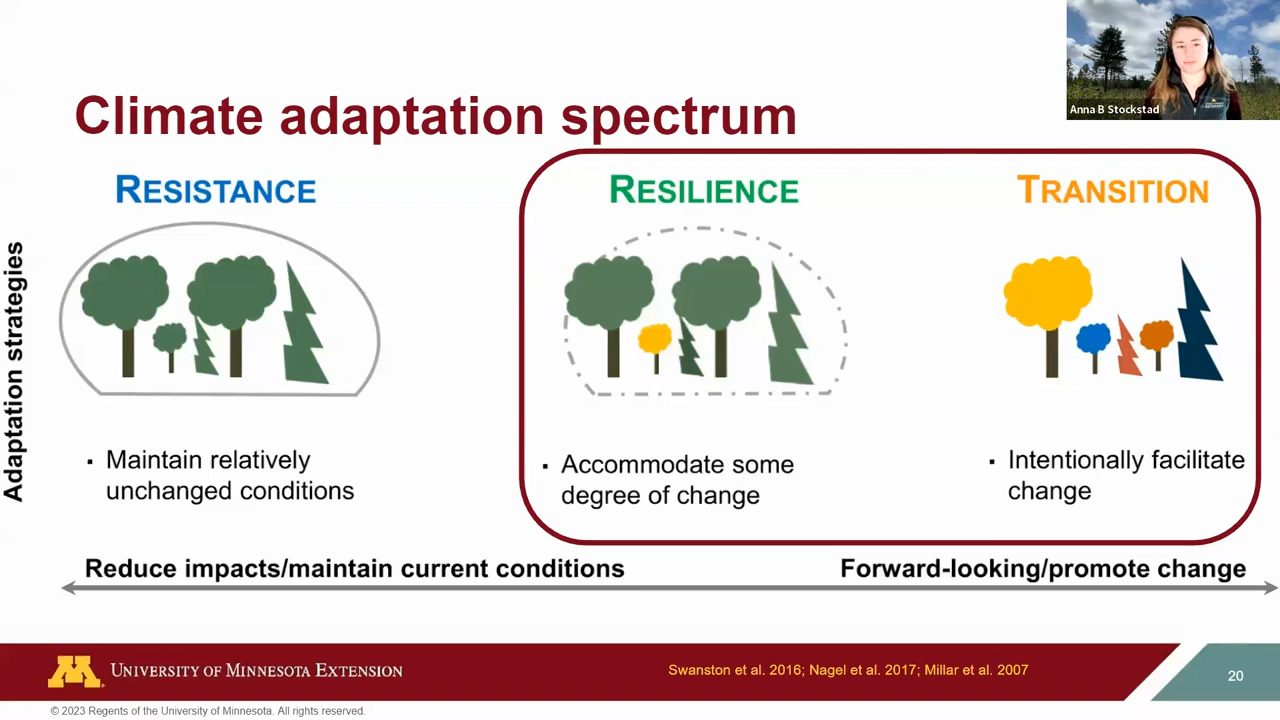 Anna B Stockstad
Climate adaptation spectrum
Adaptation strategies
RESISTANCE
RESILIENCE
TRANSITION
▪ Maintain relatively
unchanged conditions
▪ Accommodate some
degree of change
▪ Intentionally facilitate
change
Reduce impacts/maintain current conditions
Forward-looking/promote change
M
UNIVERSITY OF MINNESOTA EXTENSION
Swanston et al. 2016; Nagel et al. 2017; Millar et al. 2007
20
© 2023 Regents of the University of Minnesota. All rights reserved.